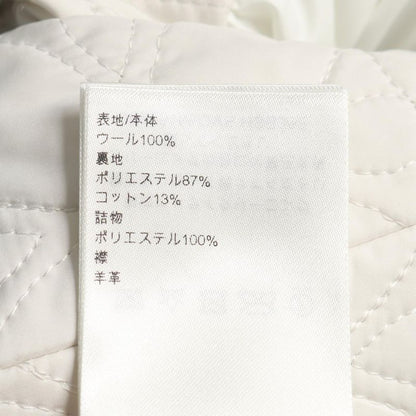 表地/本体
ウール100%
裏地
ポリエステル87%
コットン13%
詰物
ポリエステル100%
襟
羊革